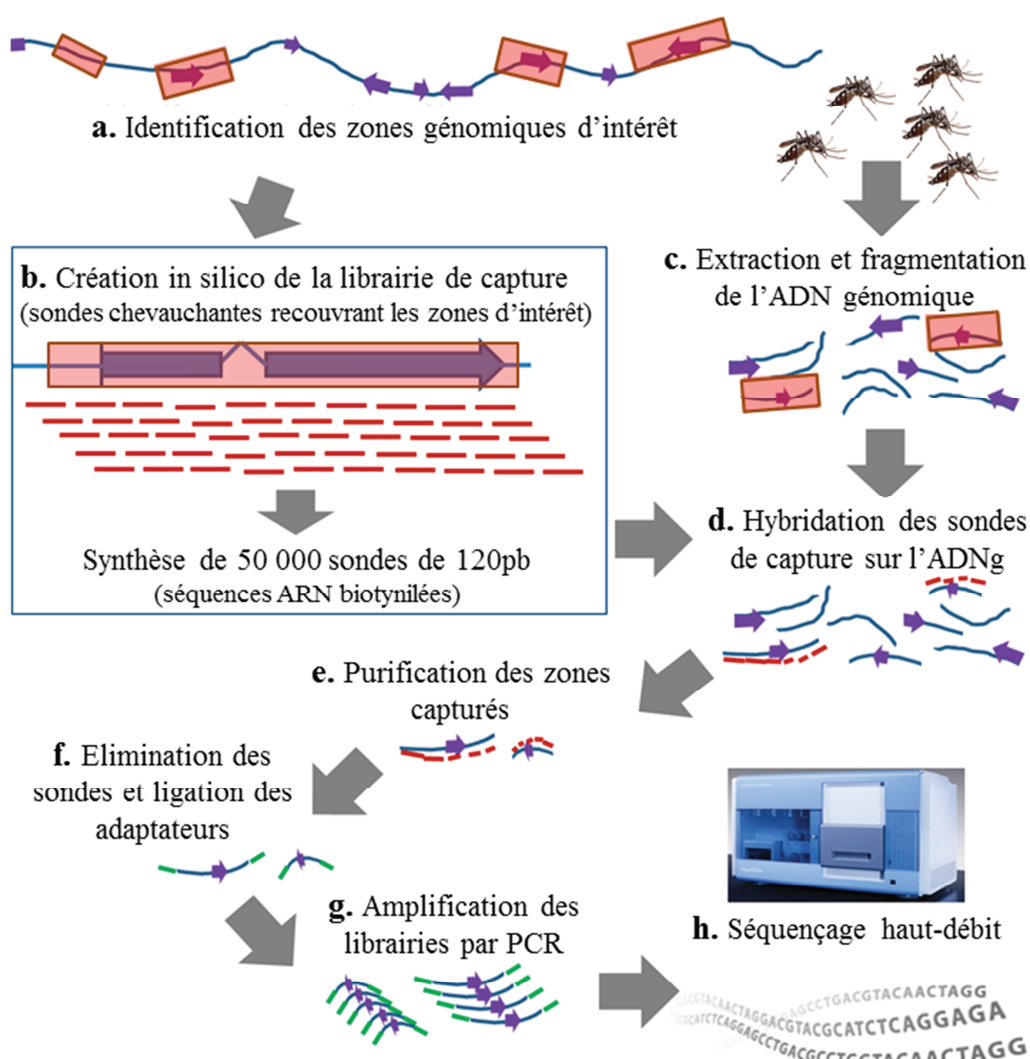 a. Identification des zones génomiques d'intérêt
b. Création in silico de la librairie de capture
(sondes chevauchantes recouvrant les zones d'intérêt)
Synthèse de 50 000 sondes de 120pb
(séquences ARN biotynilées)
c. Extraction et fragmentation
de l'ADN génomique
d. Hybridation des sondes
de capture sur l'ADNg
e. Purification des zones
capturés
f. Elimination des
sondes et ligation des
adaptateurs
g. Amplification des
librairies par PCR
h. Séquençage haut-débit